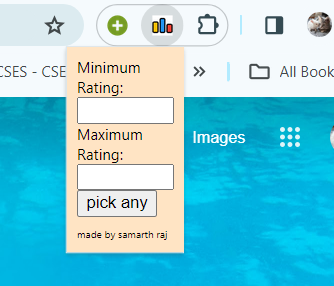 CSES - CSE
All Book
Minimum
Rating:
Maximum
Rating:
Images
pick any
made by samarth raj